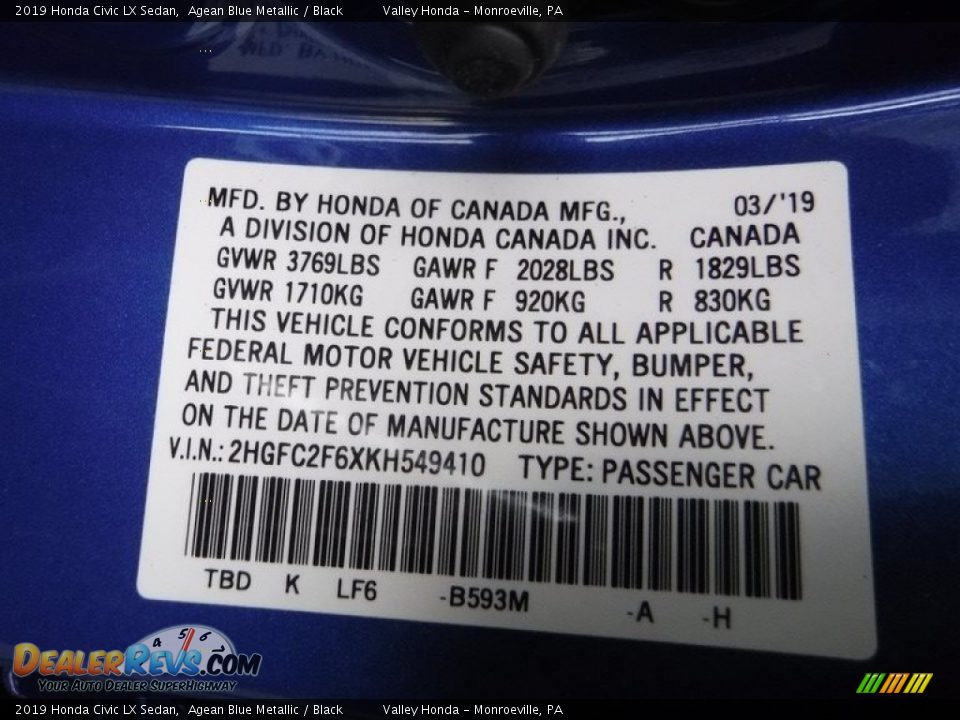 2019 Honda Civic LX Sedan, Agean Blue Metallic / Black Valley Honda - Monroeville, PA
MFD. BY HONDA OF CANADA MFG., 03/'19
A DIVISION OF HONDA CANADA INC. CANADA
GVWR 3769LBS GAWR F 2028LBS R 1829LBS
GVWR 1710KG GAWR F 920KG R 830KG
THIS VEHICLE CONFORMS TO ALL APPLICABLE
FEDERAL MOTOR VEHICLE SAFETY, BUMPER,
AND THEFT PREVENTION STANDARDS IN EFFECT
ON THE DATE OF MANUFACTURE SHOWN ABOVE.
V.I.N.: 2HGFC2F6XKH549410 TYPE: PASSENGER CAR
TBD K LF6 -B593M -A -H
4 5 6
DEALERREVS.COM
YOUR AUTO DEALER SUPERHIGHWAY
2019 Honda Civic LX Sedan, Agean Blue Metallic / Black Valley Honda - Monroeville, PA